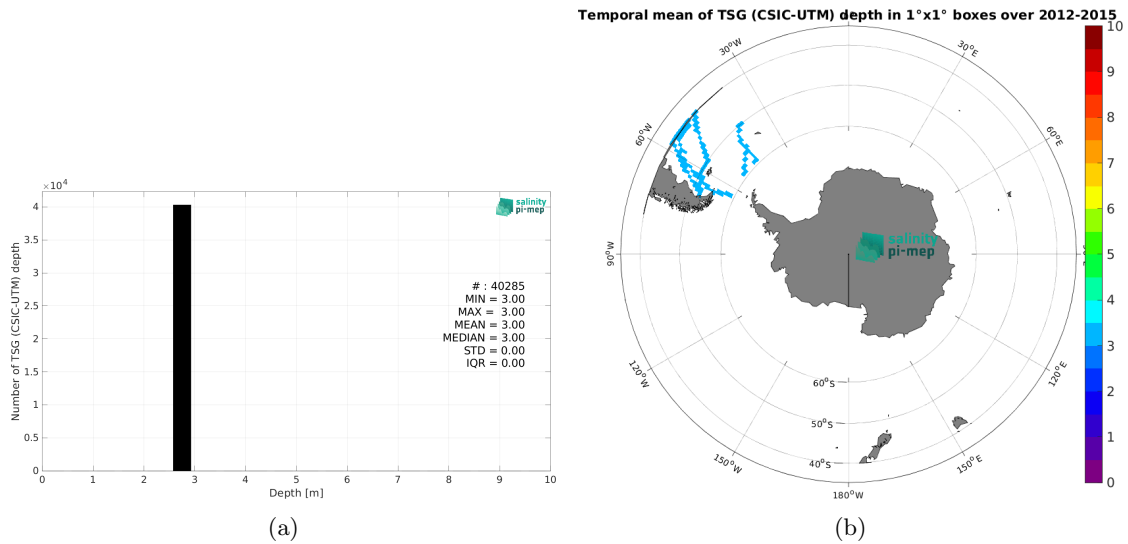 Temporal mean of TSG (CSIC-UTM) depth in 1°x1° boxes over 2012-2015
×10⁴
4
3.5
3
2.5
2
1.5
1
0.5
0
Number of TSG (CSIC-UTM) depth
salinity
pi-mep
# : 40285
MIN = 3.00
MAX = 3.00
MEAN = 3.00
MEDIAN = 3.00
STD = 0.00
IQR = 0.00
0 1 2 3 4 5 6 7 8 9 10
Depth [m]
(a)
30°W
30°E
60°W
60°E
90°W
salinity
pi-mep
120°W
120°E
60°S
50°S
40°S
150°W
150°E
180°W
10
9
8
7
6
5
4
3
2
1
0
(b)